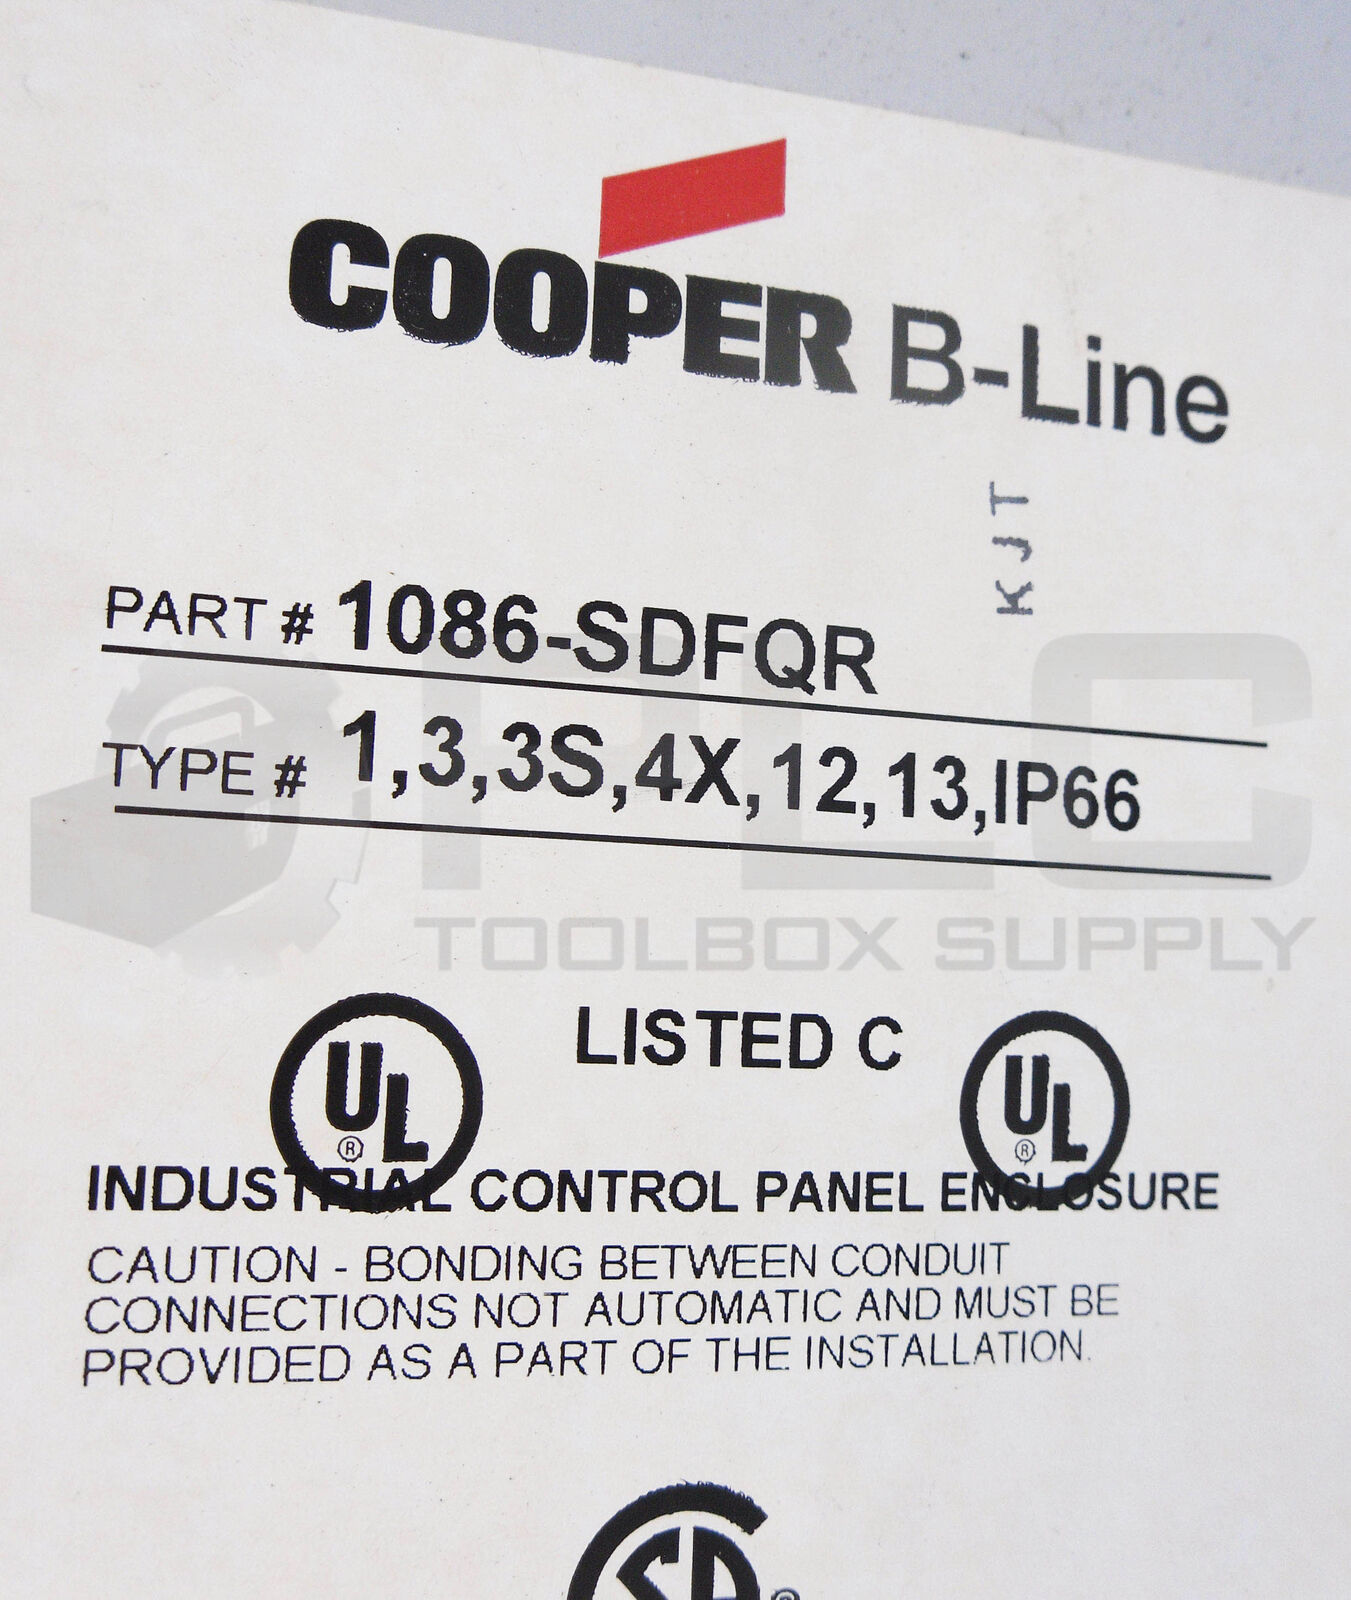 COOPER B-Line
KJT
PART # 1086-SDFQR
TYPE # 1,3,3S,4X,12,13,IP66
PLC
TOOLBOX SUPPLY
UL ® LISTED C UL ®
INDUSTRIAL CONTROL PANEL ENCLOSURE
CAUTION - BONDING BETWEEN CONDUIT
CONNECTIONS NOT AUTOMATIC AND MUST BE
PROVIDED AS A PART OF THE INSTALLATION.
SA ®